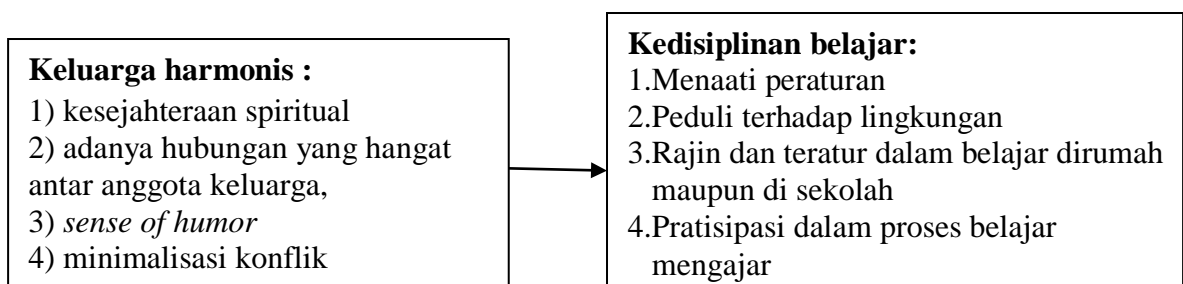 Keluarga harmonis :
1) kesejahteraan spiritual
2) adanya hubungan yang hangat
antar anggota keluarga,
3) sense of humor
4) minimalisasi konflik
Kedisiplinan belajar:
1.Menaati peraturan
2.Peduli terhadap lingkungan
3.Rajin dan teratur dalam belajar dirumah
maupun di sekolah
4.Pratisipasi dalam proses belajar
mengajar